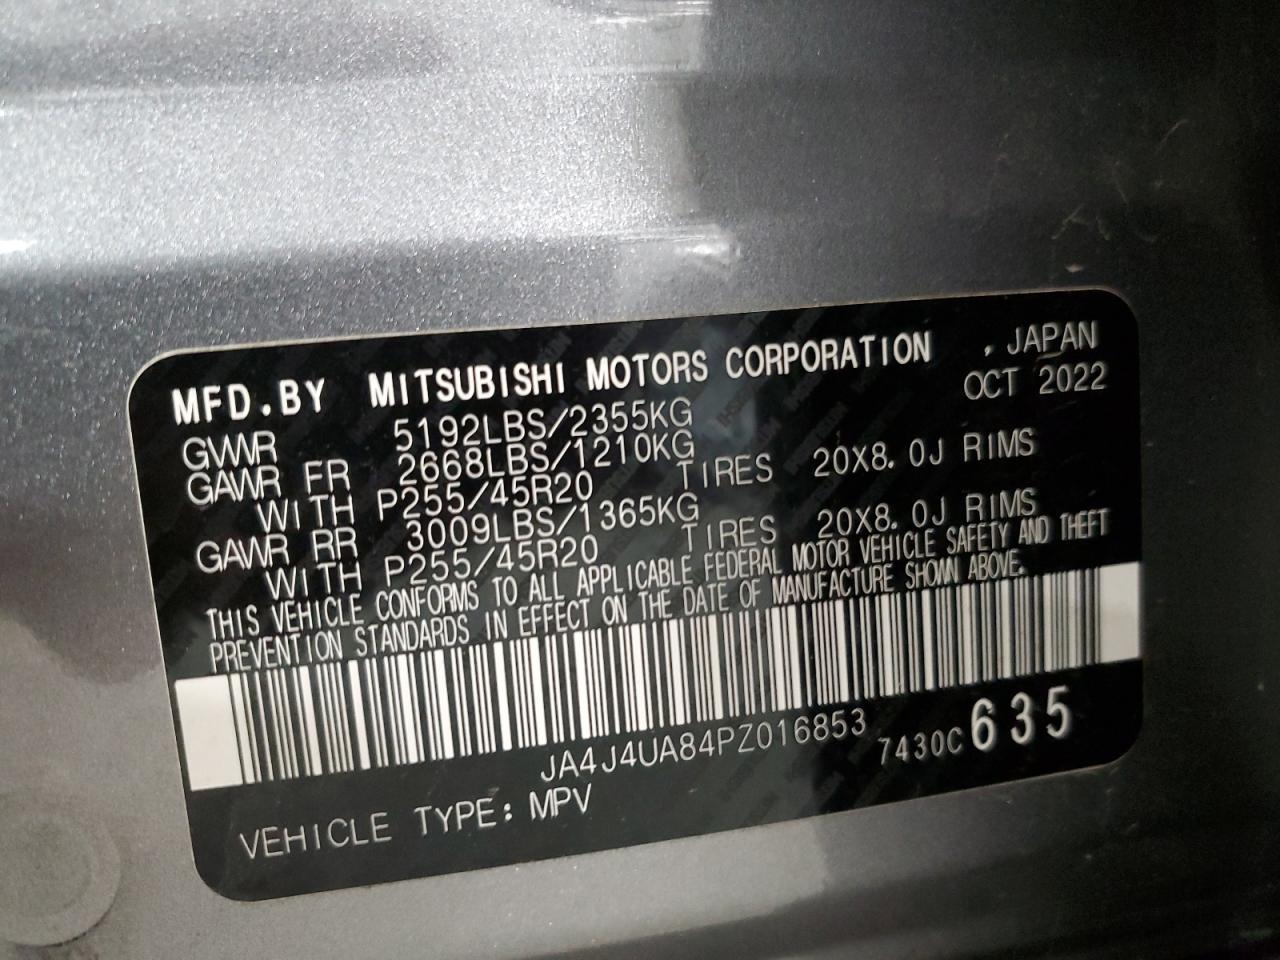 MFD.BY MITSUBISHI MOTORS CORPORATION , JAPAN
OCT 2022
GVWR 5192LBS/2355KG
GAWR FR 2668LBS/1210KG
WITH P255/45R20 TIRES 20X8.0J RIMS
GAWR RR 3009LBS/1365KG
WITH P255/45R20 TIRES 20X8.0J RIMS
THIS VEHICLE CONFORMS TO ALL APPLICABLE FEDERAL MOTOR VEHICLE SAFETY AND THEFT
PREVENTION STANDARDS IN EFFECT ON THE DATE OF MANUFACTURE SHOWN ABOVE.
JA4J4UA84PZ016853 7430C635
VEHICLE TYPE: MPV